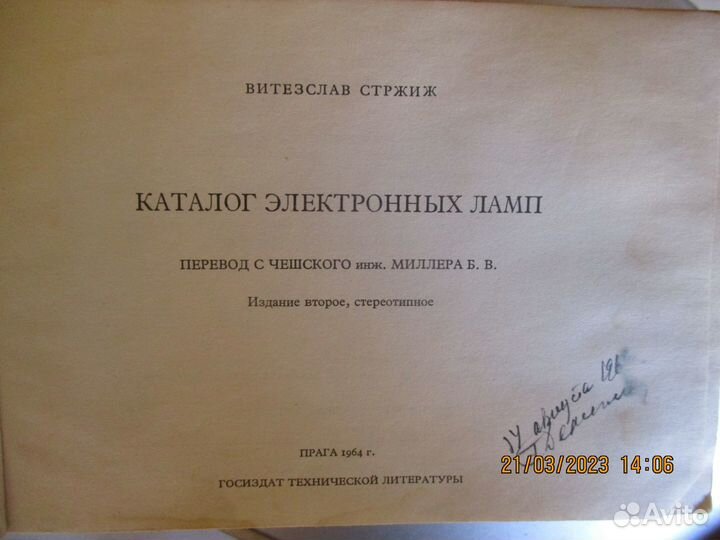 ВИТЕЗСЛАВ СТРЖИЖ
КАТАЛОГ ЭЛЕКТРОННЫХ ЛАМП
ПЕРЕВОД С ЧЕШСКОГО инж. МИЛЛЕРА Б. В.
Издание второе, стереотипное
августа
ПРАГА 1964 г.
21/03/2023 14:06
ГОСИЗДАТ ТЕХНИЧЕСКОЙ ЛИТЕРАТУРЫ
Avito